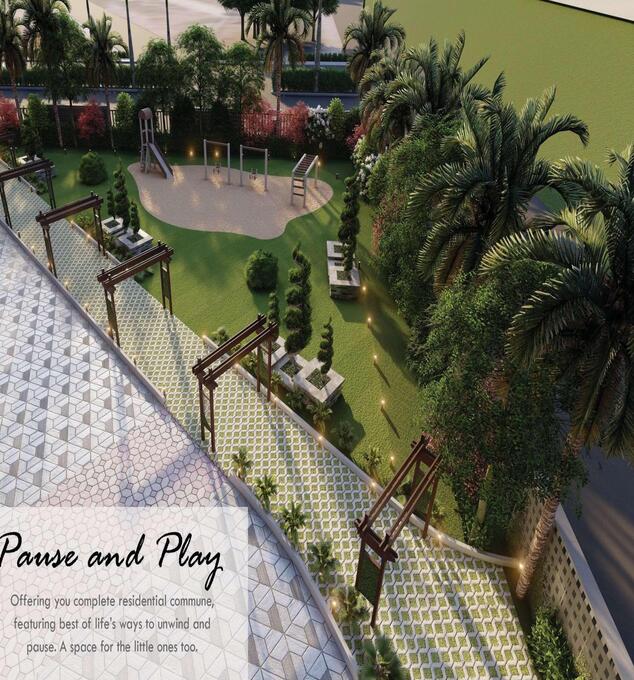 Pause and Play
Offering you complete residential commune,
featuring best of life's ways to unwind and
pause. A space for the little ones too.